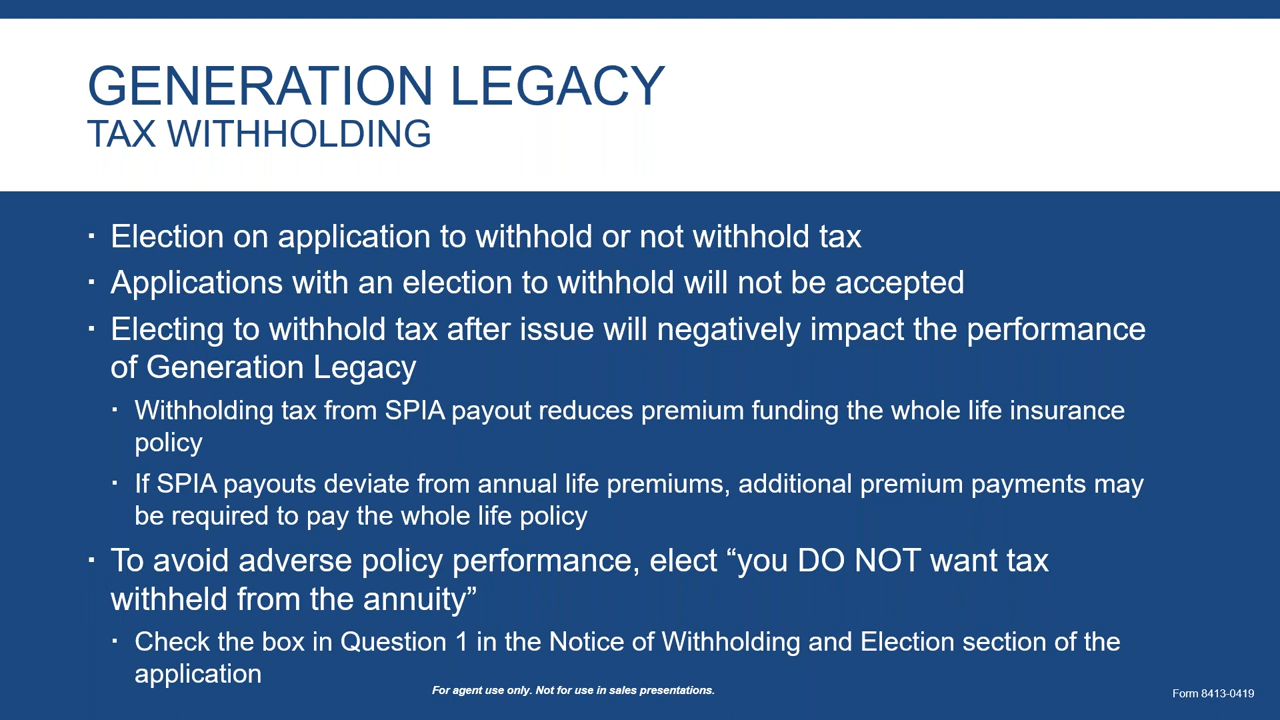 GENERATION LEGACY
TAX WITHHOLDING
▪ Election on application to withhold or not withhold tax
▪ Applications with an election to withhold will not be accepted
▪ Electing to withhold tax after issue will negatively impact the performance
of Generation Legacy
▪ Withholding tax from SPIA payout reduces premium funding the whole life insurance
policy
▪ If SPIA payouts deviate from annual life premiums, additional premium payments may
be required to pay the whole life policy
▪ To avoid adverse policy performance, elect “you DO NOT want tax
withheld from the annuity”
▪ Check the box in Question 1 in the Notice of Withholding and Election section of the
application
For agent use only. Not for use in sales presentations.
Form 8413-0419